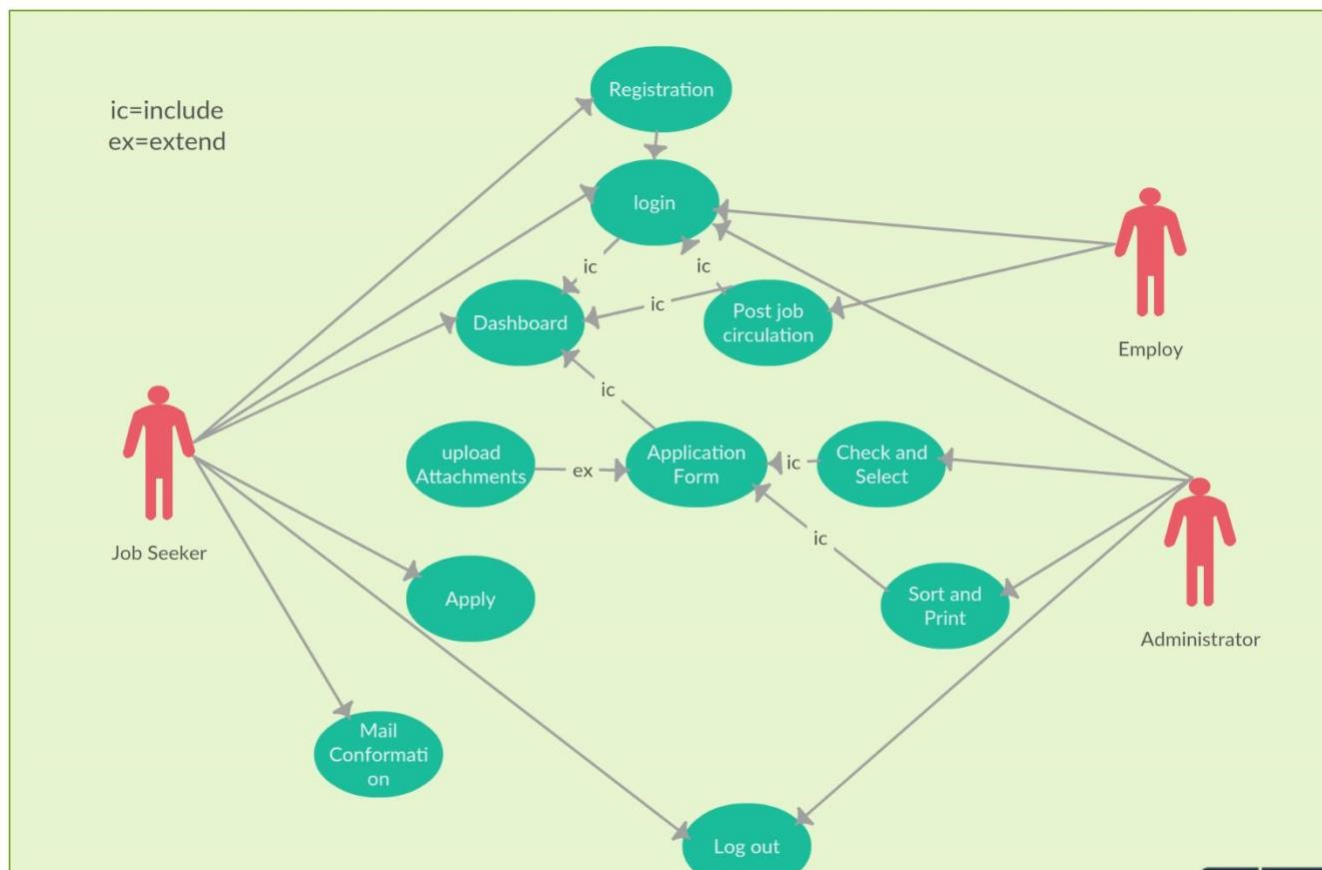 Registration
ic=include
ex=extend
login
ic
ic
ic
Dashboard
Post job
circulation
Employ
ic
upload
Attachments
ex
Application
Form
ic
Check and
Select
ic
Job Seeker
Apply
Sort and
Print
Administrator
Mail
Conformati
on
Log out